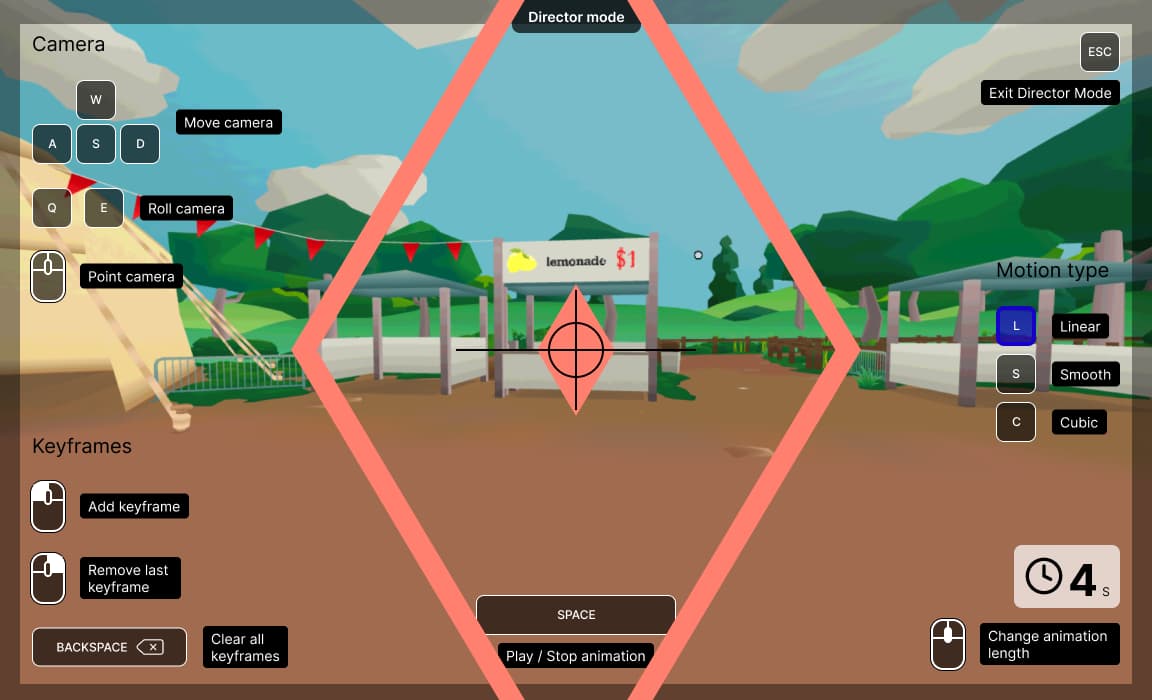 Director mode
Camera
ESC
Exit Director Mode
W
A
S
D
Move camera
Q
E
Roll camera
Point camera
lemonade $1
Motion type
L
Linear
S
Smooth
C
Cubic
Keyframes
Add keyframe
Remove last
keyframe
BACKSPACE
Clear all
keyframes
SPACE
Play / Stop animation
4 s
Change animation
length